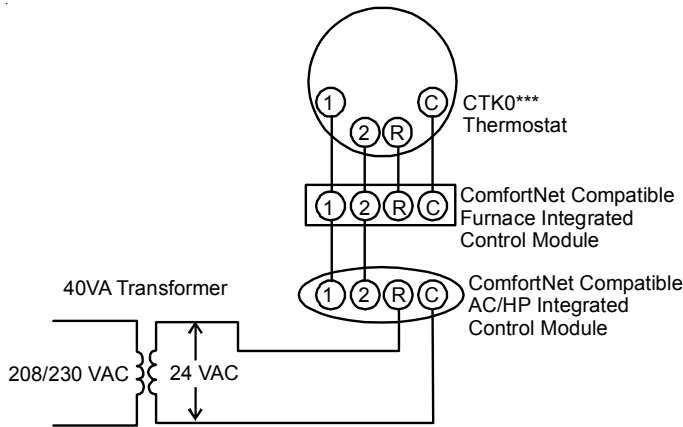 1 C
2 R
CTK0***
Thermostat
1 2 R C
ComfortNet Compatible
Furnace Integrated
Control Module
40VA Transformer
1 2 R C
ComfortNet Compatible
AC/HP Integrated
Control Module
208/230 VAC
24 VAC